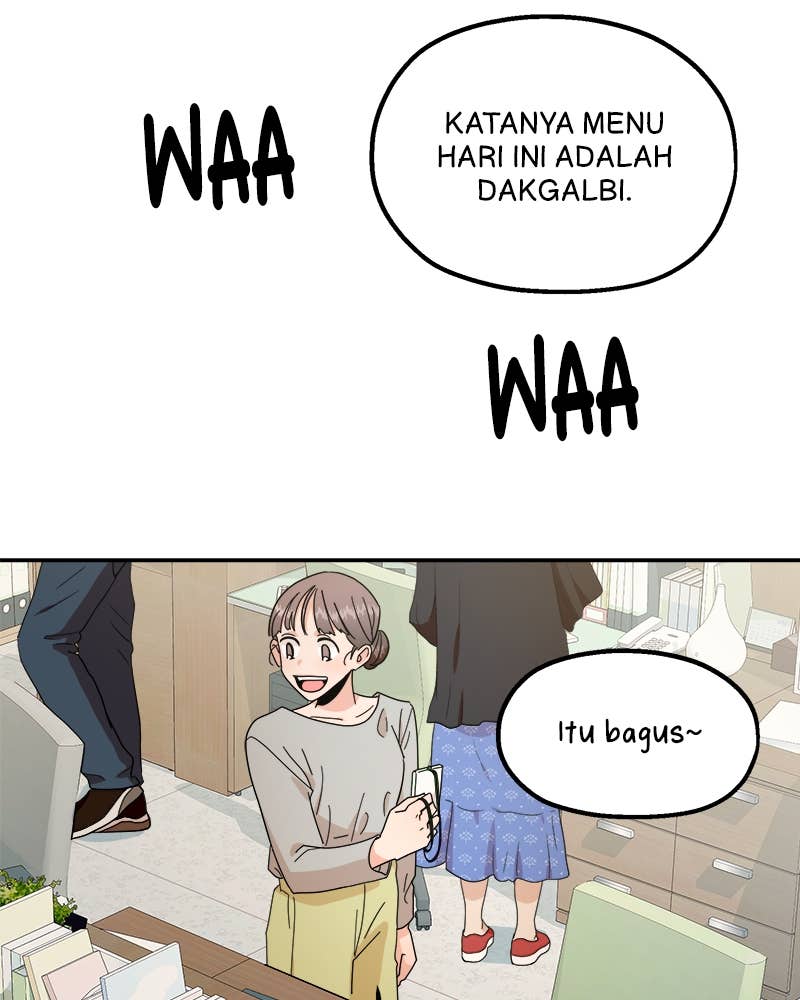 WAA
KATANYA MENU
HARI INI ADALAH
DAKGALBI.
WAA
Itu bagus~